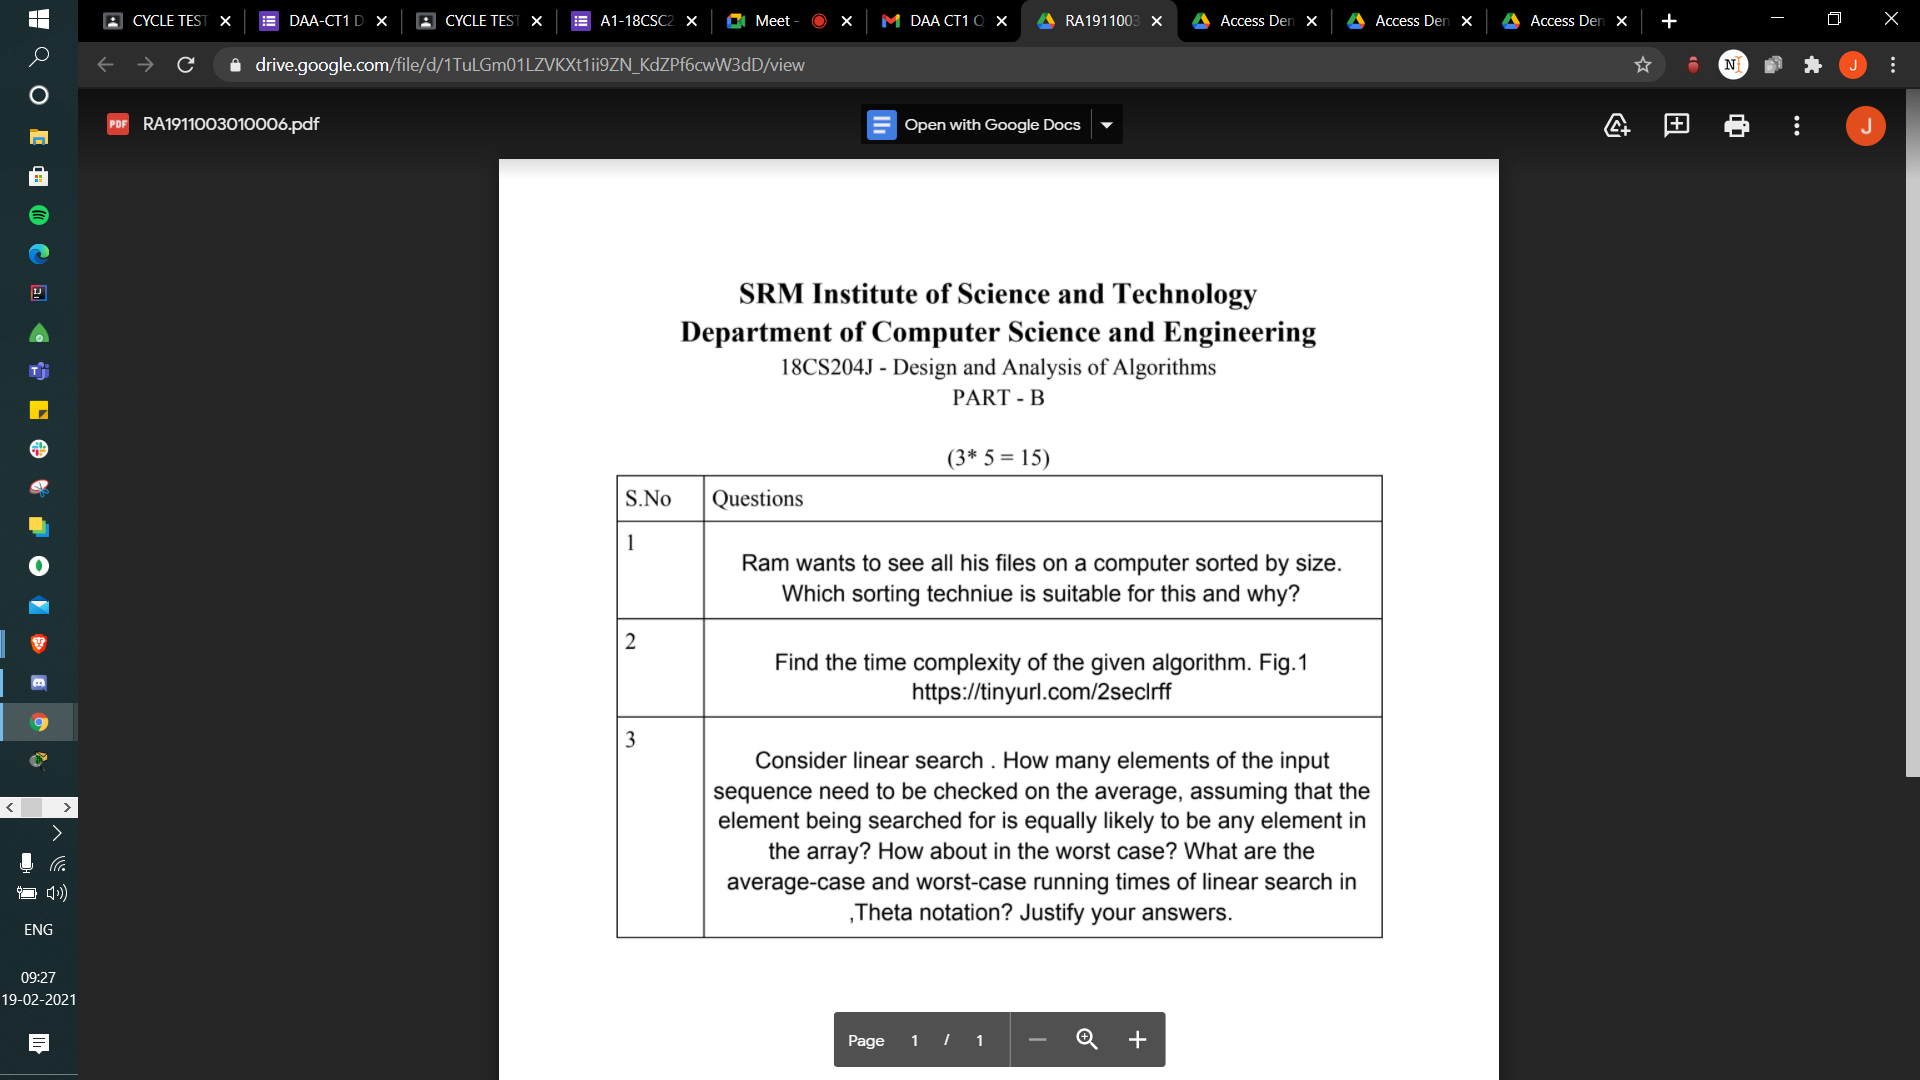 CYCLE TEST
DAA-CT1 D
CYCLE TEST
A1-18CSC2
Meet -
DAA CT1 Q
RA1911003
Access Den
Access Den
Access Den
drive.google.com/file/d/1TuLGm01LZVKXt1ii9ZN_KdZPf6cwW3dD/view
J
PDF RA1911003010006.pdf
Open with Google Docs
J
SRM Institute of Science and Technology
Department of Computer Science and Engineering
18CS204J - Design and Analysis of Algorithms
PART - B
(3* 5 = 15)
S.No Questions
1
Ram wants to see all his files on a computer sorted by size.
Which sorting techniue is suitable for this and why?
2
Find the time complexity of the given algorithm. Fig.1
https://tinyurl.com/2seclrff
3
Consider linear search . How many elements of the input
sequence need to be checked on the average, assuming that the
element being searched for is equally likely to be any element in
the array? How about in the worst case? What are the
average-case and worst-case running times of linear search in
,Theta notation? Justify your answers.
Page 1 / 1
ENG
09:27
19-02-2021